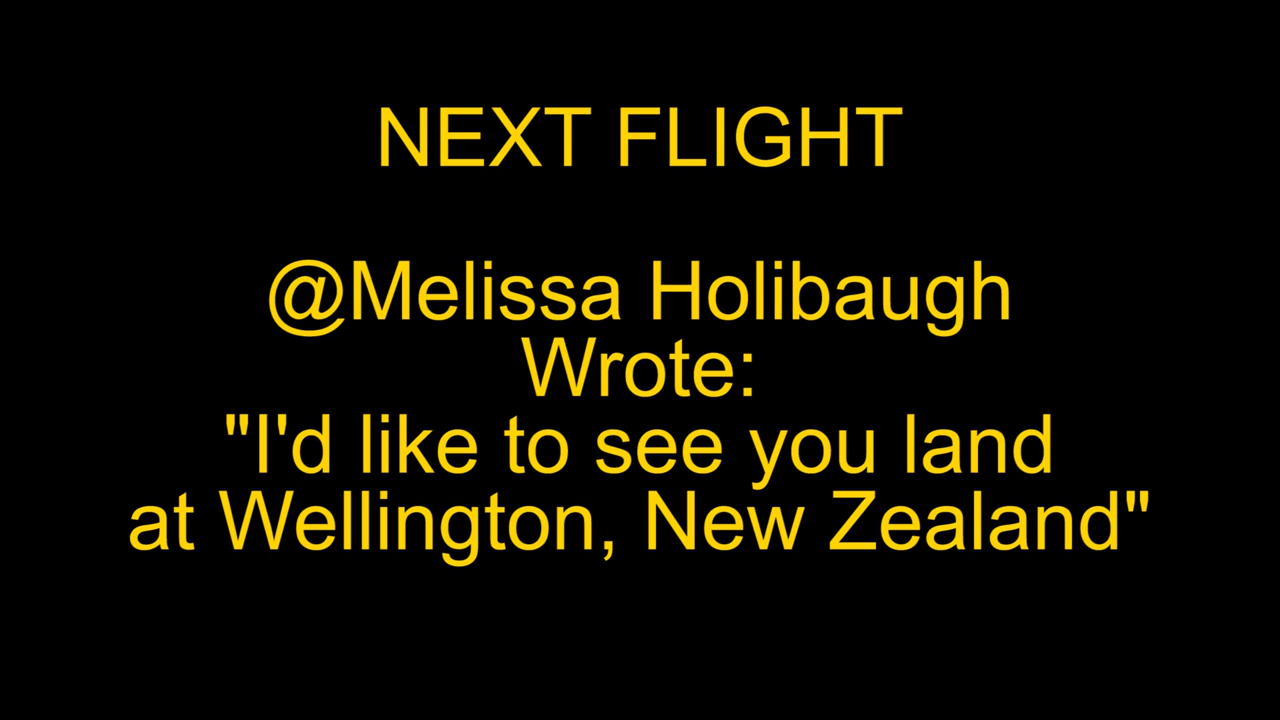 NEXT FLIGHT
@Melissa Holibaugh
Wrote:
"I'd like to see you land
at Wellington, New Zealand"